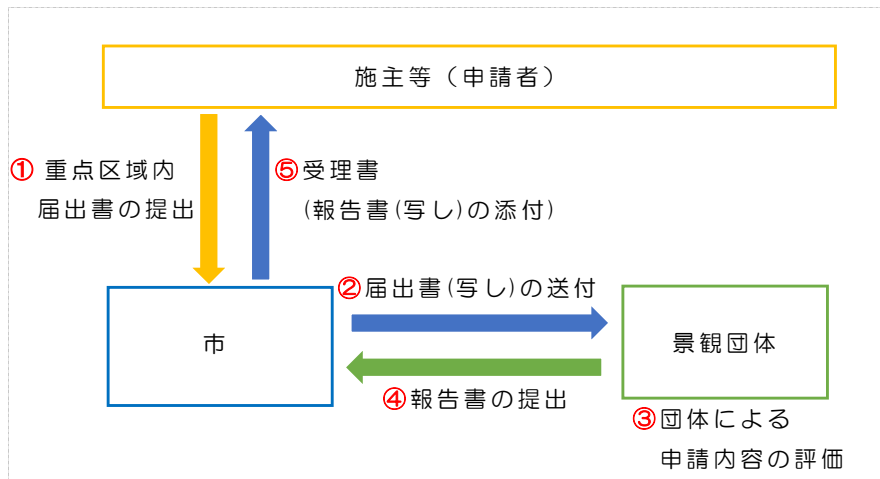 施主等（申請者）
① 重点区域内
届出書の提出
⑤受理書
(報告書(写し)の添付)
②届出書(写し)の送付
市
景観団体
④報告書の提出
③団体による
申請内容の評価